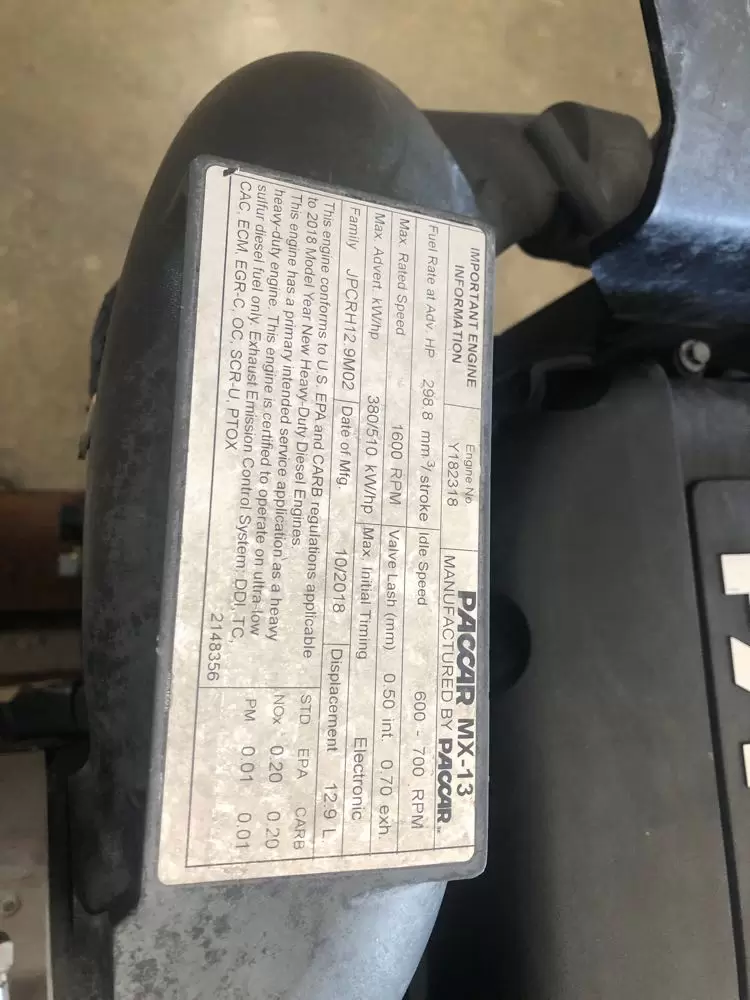 IMPORTANT ENGINE
INFORMATION
Engine No.
Y182318
PACCAR MX-13
MANUFACTURED BY PACCAR
Fuel Rate at Adv. HP 298.8 mm³/stroke Idle Speed 600 - 700 RPM
Max. Rated Speed 1600 RPM Valve Lash (mm) 0.50 int. 0.70 exh.
Max. Advert. kW/hp 380/510 kW/hp Max. Initial Timing Electronic
Family JPCRH12.9M02 Date of Mfg. 10/2018 Displacement 12.9 L
This engine conforms to U.S. EPA and CARB regulations applicable
to 2018 Model Year New Heavy-Duty Diesel Engines.
This engine has a primary intended service application as a heavy
heavy-duty engine. This engine is certified to operate on ultra-low
sulfur diesel fuel only. Exhaust Emission Control System: DDI, TC,
CAC, ECM, EGR-C, OC, SCR-U, PTOX
2148356
STD EPA CARB
NOx 0.20 0.20
PM 0.01 0.01